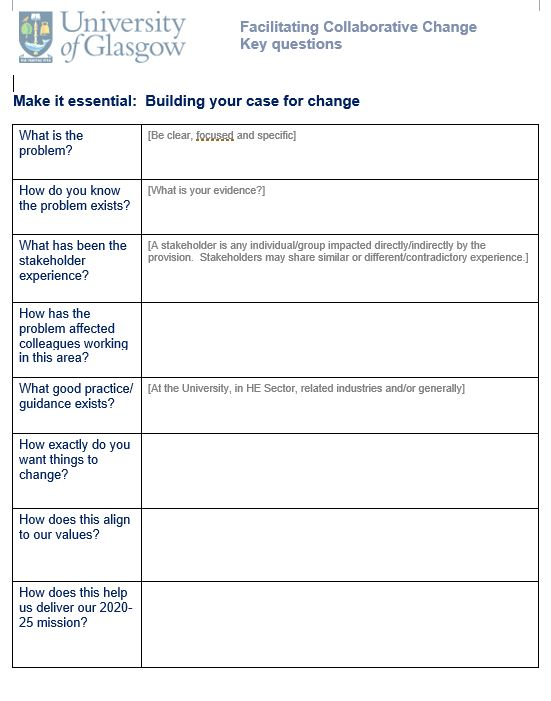 University
of Glasgow
Facilitating Collaborative Change
Key questions
Make it essential:  Building your case for change
What is the
problem?
[Be clear, focused and specific]
How do you know
the problem exists?
[What is your evidence?]
What has been the
stakeholder
experience?
[A stakeholder is any individual/group impacted directly/indirectly by the
provision.  Stakeholders may share similar or different/contradictory experience.]
How has the
problem affected
colleagues working
in this area?
What good practice/
guidance exists?
[At the University, in HE Sector, related industries and/or generally]
How exactly do you
want things to
change?
How does this align
to our values?
How does this help
us deliver our 2020-
25 mission?